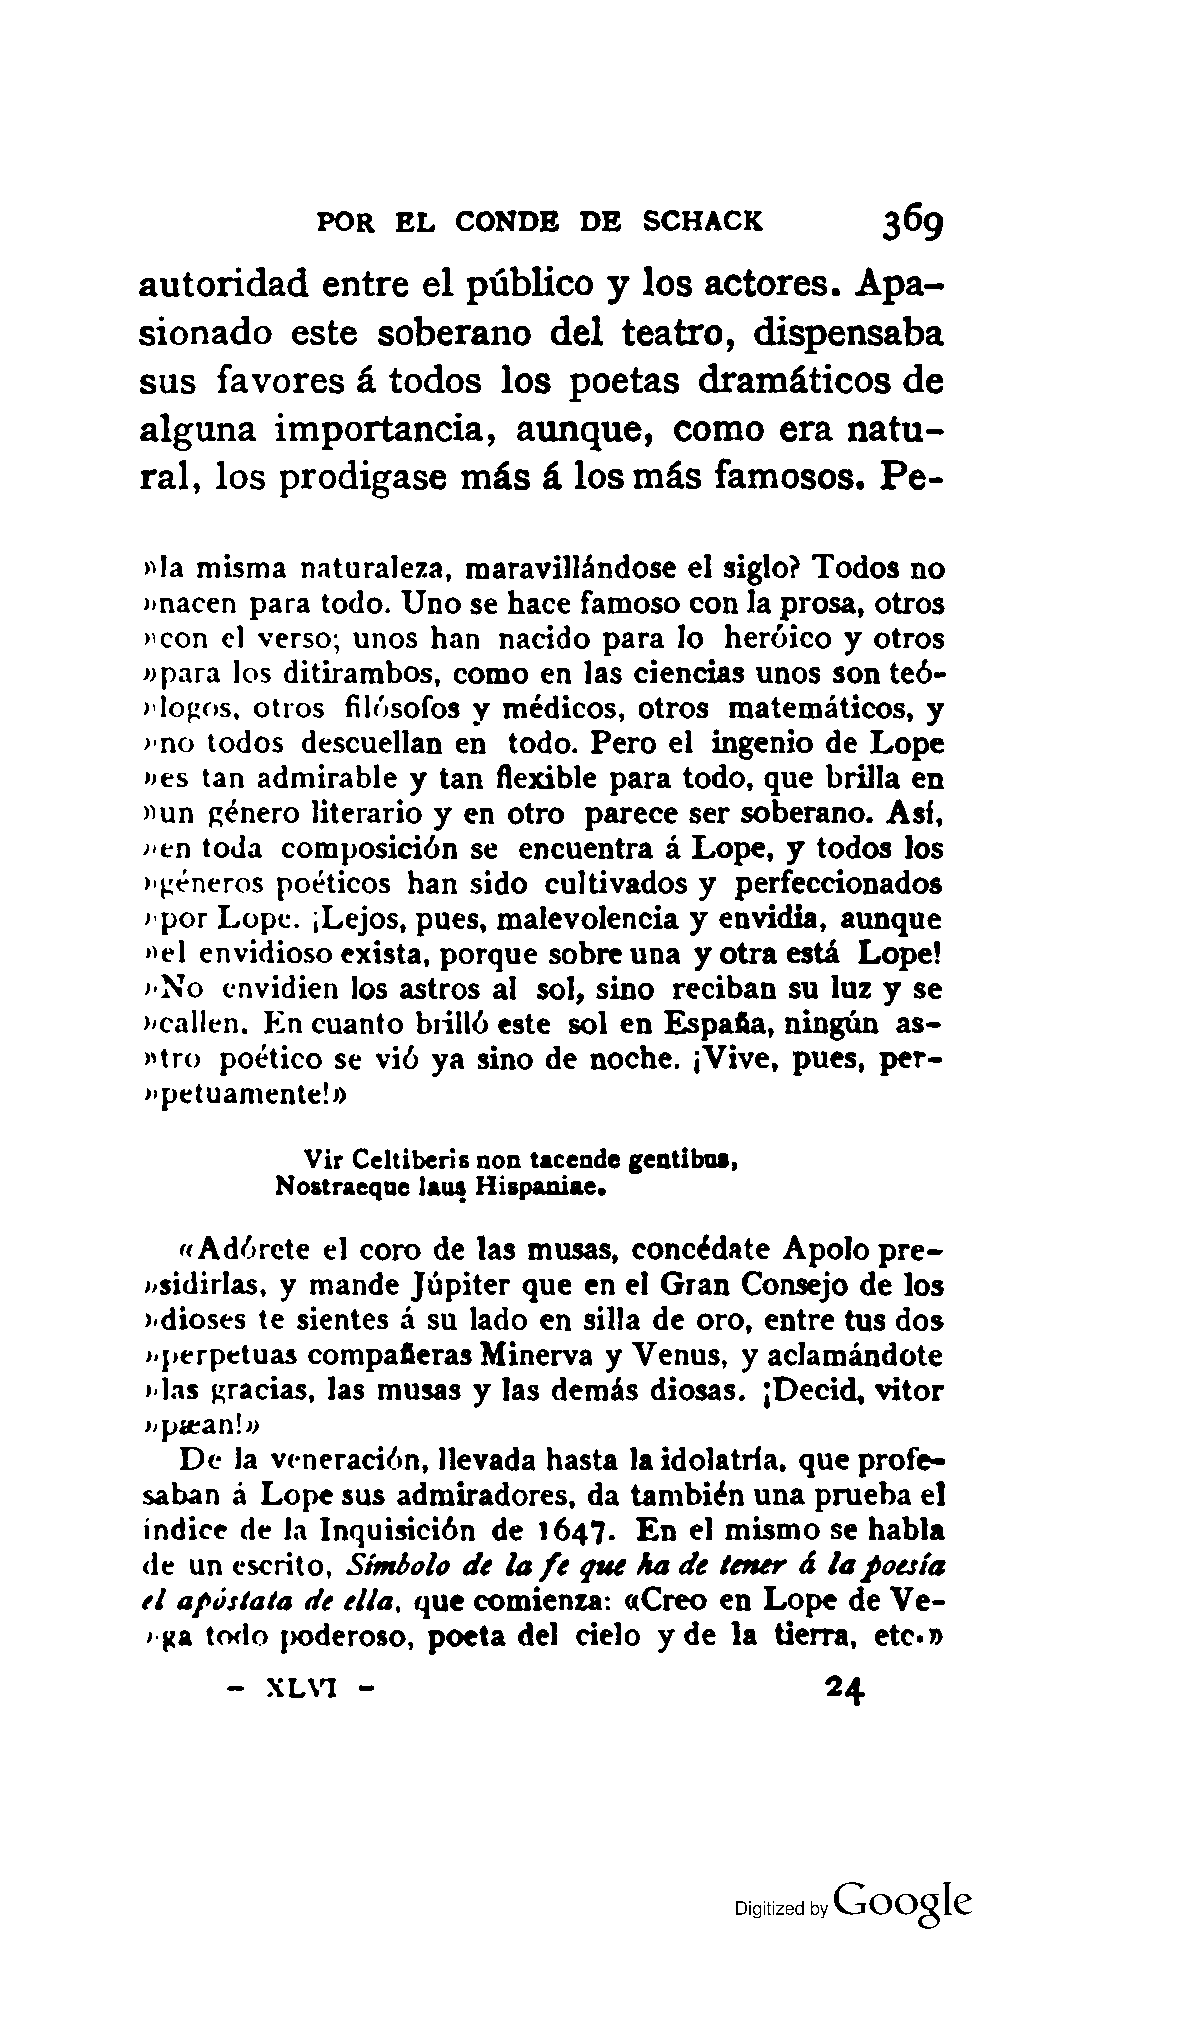 POR EL CONDE DE SCHACK 369
autoridad entre el público y los actores. Apa-
sionado este soberano del teatro, dispensaba
sus favores á todos los poetas dramáticos de
alguna importancia, aunque, como era natu-
ral, los prodigase más á los más famosos. Pe-
»la misma naturaleza, maravillándose el siglo? Todos no
»nacen para todo. Uno se hace famoso con la prosa, otros
»con el verso; unos han nacido para lo heróico y otros
»para los ditirambos, como en las ciencias unos son teó-
»logos, otros filósofos y médicos, otros matemáticos, y
»no todos descuellan en todo. Pero el ingenio de Lope
»es tan admirable y tan flexible para todo, que brilla en
»un género literario y en otro parece ser soberano. Así,
»en toda composición se encuentra á Lope, y todos los
»géneros poéticos han sido cultivados y perfeccionados
»por Lope. ¡Lejos, pues, malevolencia y envidia, aunque
»el envidioso exista, porque sobre una y otra está Lope!
»No envidien los astros al sol, sino reciban su luz y se
»callen. En cuanto brilló este sol en España, ningún as-
»tro poético se vió ya sino de noche. ¡Vive, pues, per-
»petuamente!»
Vir Celtiberis non tacende gentibus,
Nostraeque laus Hispaniae.
«Adórete el coro de las musas, concédate Apolo pre-
»sidirlas, y mande Júpiter que en el Gran Consejo de los
»dioses te sientes á su lado en silla de oro, entre tus dos
»perpetuas compañeras Minerva y Venus, y aclamándote
»las gracias, las musas y las demás diosas. ¡Decid, vitor
»pæan!»
De la veneración, llevada hasta la idolatría, que profe-
saban á Lope sus admiradores, da también una prueba el
índice de la Inquisición de 1647. En el mismo se habla
de un escrito, Símbolo de la fe que ha de tener á la poesía
el apóstata de ella, que comienza: «Creo en Lope de Ve-
»ga todo poderoso, poeta del cielo y de la tierra, etc.»
- XLVI - 24
Digitized by Google